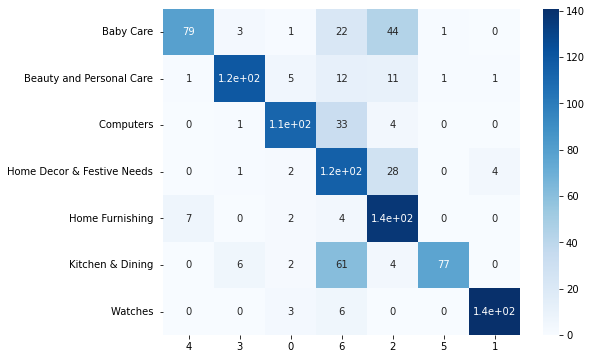 Baby Care 79 3 1 22 44 1 0
Beauty and Personal Care 1 1.2e+02 5 12 11 1 1
Computers 0 1 1.1e+02 33 4 0 0
Home Decor & Festive Needs 0 1 2 1.2e+02 28 0 4
Home Furnishing 7 0 2 4 1.4e+02 0 0
Kitchen & Dining 0 6 2 61 4 77 0
Watches 0 0 3 6 0 0 1.4e+02
4 3 0 6 2 5 1
140
120
100
80
60
40
20
0